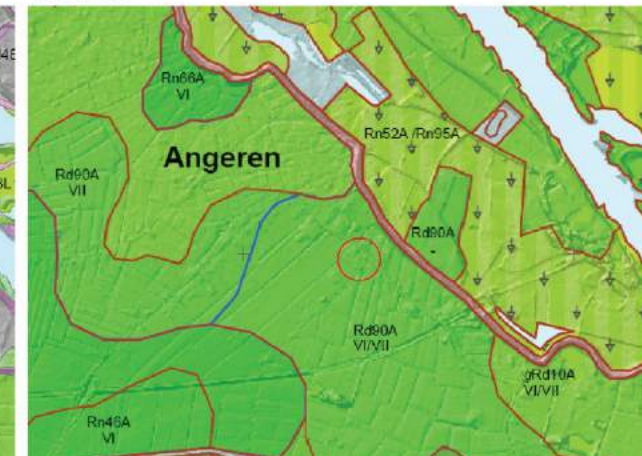 Rn66A
VI
Angeren
Rn52A /Rn95A
Rd90A
VII
Rd90A
-
Rd90A
VI/VII
gRd10A
VI/VII
Rn46A
VI